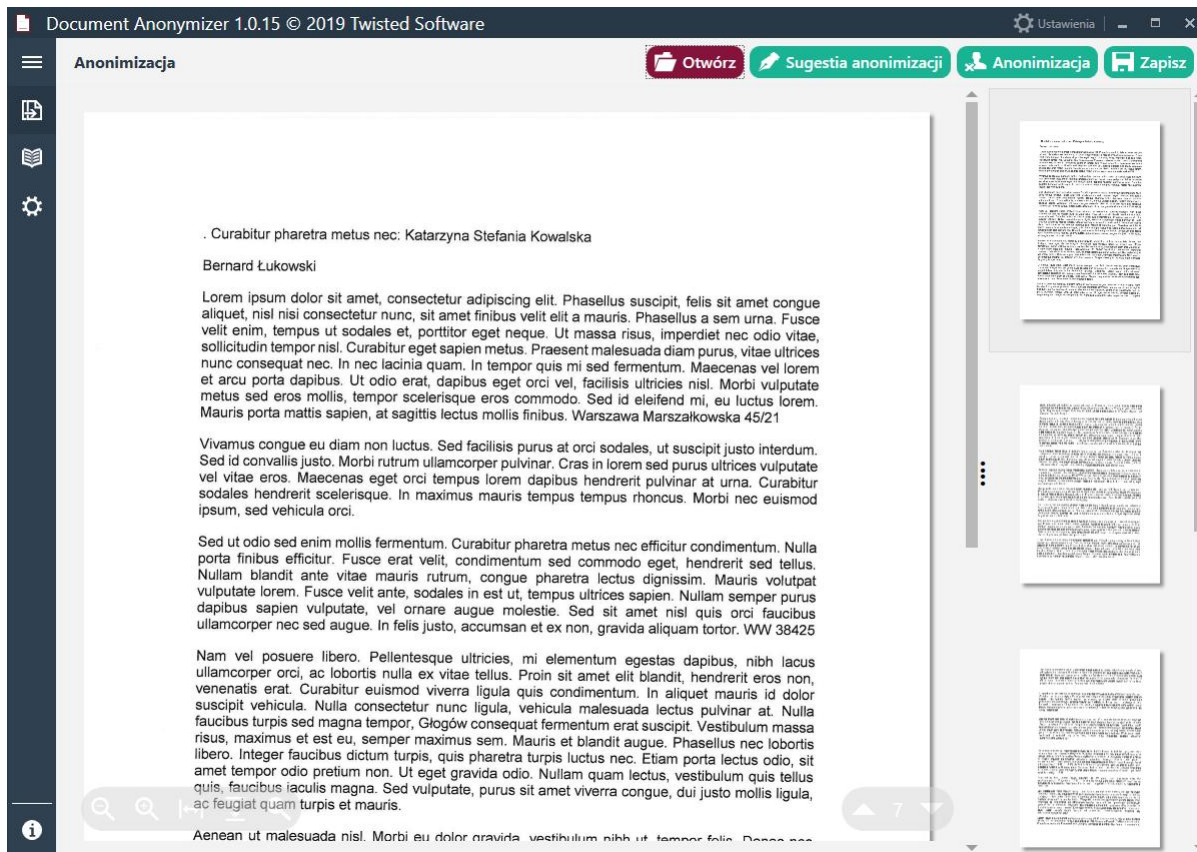 Document Anonymizer 1.0.15 © 2019 Twisted Software
Ustawienia
Anonimizacja
Otwórz
Sugestia anonimizacji
Anonimizacja
Zapisz
. Curabitur pharetra metus nec: Katarzyna Stefania Kowalska
Bernard Łukowski
Lorem ipsum dolor sit amet, consectetur adipiscing elit. Phasellus suscipit, felis sit amet congue
aliquet, nisl nisi consectetur nunc, sit amet finibus velit elit a mauris. Phasellus a sem urna. Fusce
velit enim, tempus ut sodales et, porttitor eget neque. Ut massa risus, imperdiet nec odio vitae,
sollicitudin tempor nisl. Curabitur eget sapien metus. Praesent malesuada diam purus, vitae ultrices
nunc consequat nec. In nec lacinia quam. In tempor quis mi sed fermentum. Maecenas vel lorem
et arcu porta dapibus. Ut odio erat, dapibus eget orci vel, facilisis ultricies nisl. Morbi vulputate
metus sed eros mollis, tempor scelerisque eros commodo. Sed id eleifend mi, eu luctus lorem.
Mauris porta mattis sapien, at sagittis lectus mollis finibus. Warszawa Marszałkowska 45/21
Vivamus congue eu diam non luctus. Sed facilisis purus at orci sodales, ut suscipit justo interdum.
Sed id convallis justo. Morbi rutrum ullamcorper pulvinar. Cras in lorem sed purus ultrices vulputate
vel vitae eros. Maecenas eget orci tempus lorem dapibus hendrerit pulvinar at urna. Curabitur
sodales hendrerit scelerisque. In maximus mauris tempus tempus rhoncus. Morbi nec euismod
ipsum, sed vehicula orci.
Sed ut odio sed enim mollis fermentum. Curabitur pharetra metus nec efficitur condimentum. Nulla
porta finibus efficitur. Fusce erat velit, condimentum sed commodo eget, hendrerit sed tellus.
Nullam blandit ante vitae mauris rutrum, congue pharetra lectus dignissim. Mauris volutpat
vulputate lorem. Fusce velit ante, sodales in est ut, tempus ultrices sapien. Nullam semper purus
dapibus sapien vulputate, vel ornare augue molestie. Sed sit amet nisl quis orci faucibus
ullamcorper nec sed augue. In felis justo, accumsan et ex non, gravida aliquam tortor. WW 38425
Nam vel posuere libero. Pellentesque ultricies, mi elementum egestas dapibus, nibh lacus
ullamcorper orci, ac lobortis nulla ex vitae tellus. Proin sit amet elit blandit, hendrerit eros non,
venenatis erat. Curabitur euismod viverra ligula quis condimentum. In aliquet mauris id dolor
suscipit vehicula. Nulla consectetur nunc ligula, vehicula malesuada lectus pulvinar at. Nulla
faucibus turpis sed magna tempor, Głogów consequat fermentum erat suscipit. Vestibulum massa
risus, maximus et est eu, semper maximus sem. Mauris et blandit augue. Phasellus nec lobortis
libero. Integer faucibus dictum turpis, quis pharetra turpis luctus nec. Etiam porta lectus odio, sit
amet tempor odio pretium non. Ut eget gravida odio. Nullam quam lectus, vestibulum quis tellus
quis, faucibus iaculis magna. Sed vulputate, purus sit amet viverra congue, dui justo mollis ligula,
ac feugiat quam turpis et mauris.
7
Aenean ut malesuada nisl. Morbi eu dolor gravida, vestibulum nibh ut, tempor felis. Donec nec